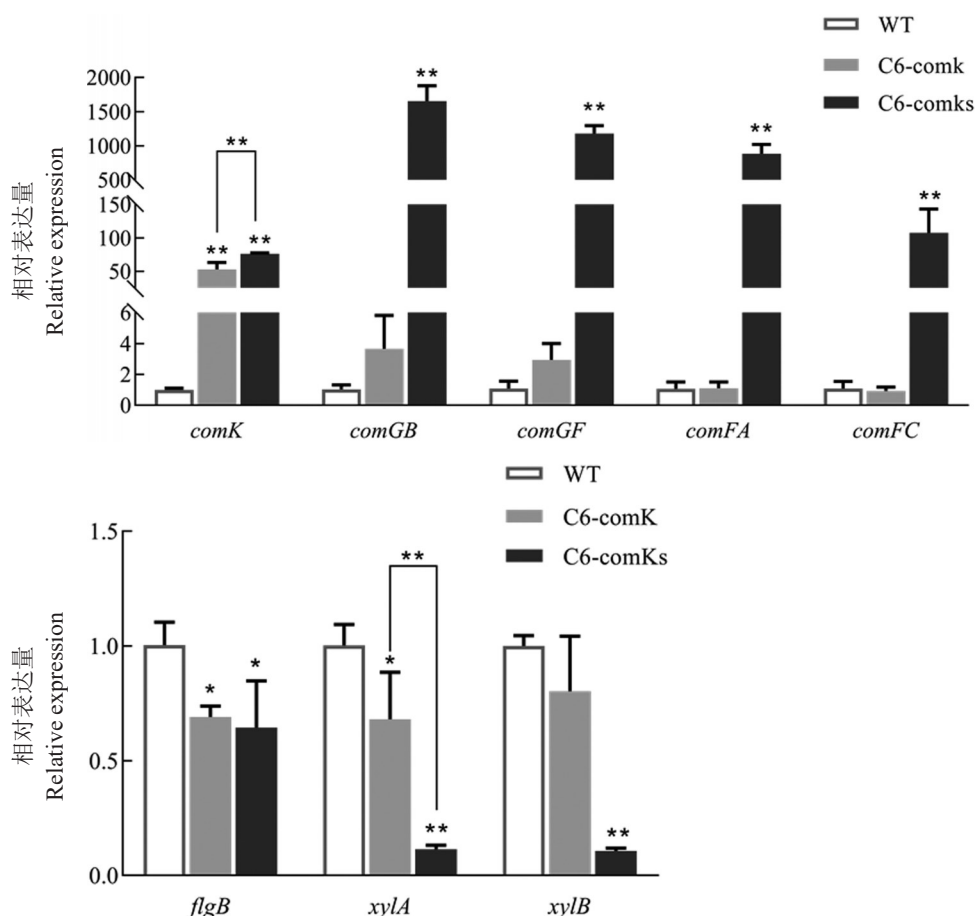 WT
C6-comk
C6-comks
相对表达量
Relative expression
2000
1500
1000
500
150
100
50
6
4
2
0
**
**
**
**
**
**
**
comK
comGB
comGF
comFA
comFC
WT
C6-comK
C6-comKs
相对表达量
Relative expression
1.5
1.0
0.5
0.0
*
*
**
*
**
**
flgB
xylA
xylB